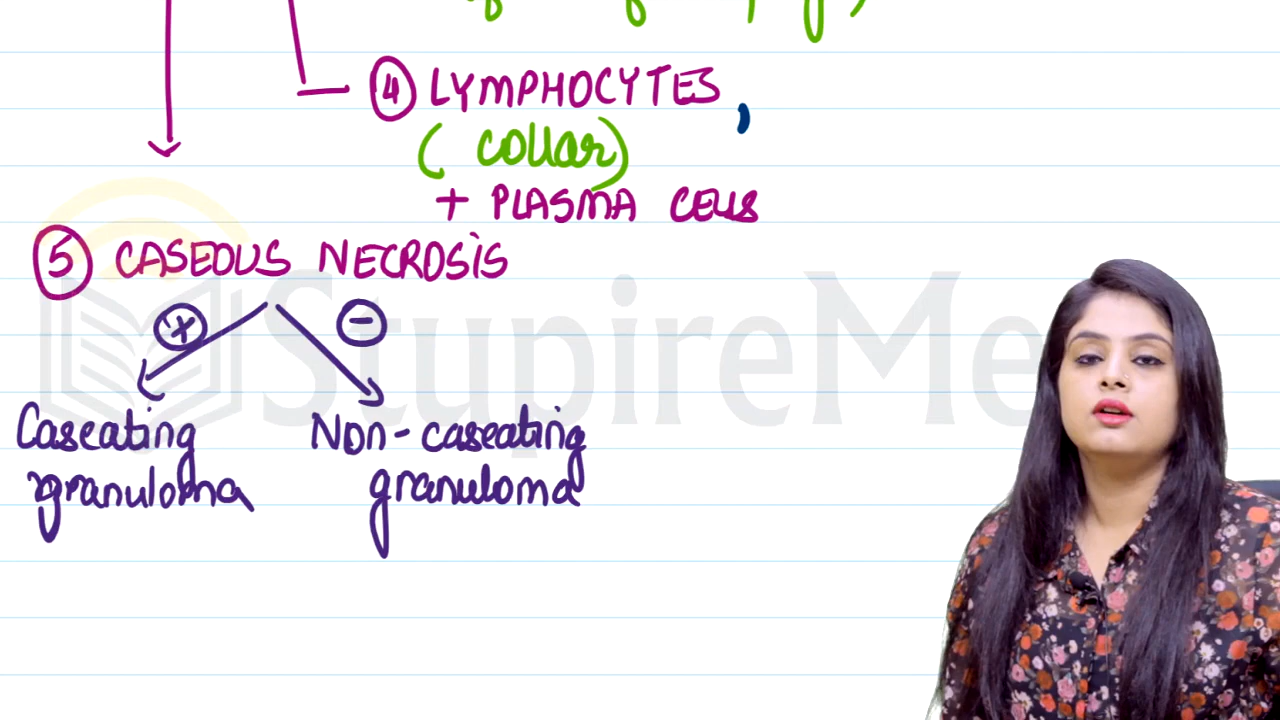 ④ LYMPHOCYTES
(collar)
+ PLASMA CELLS
⑤ CASEOUS NECROSIS
+ -
Caseating Non-caseating
granuloma granuloma
StupireMe